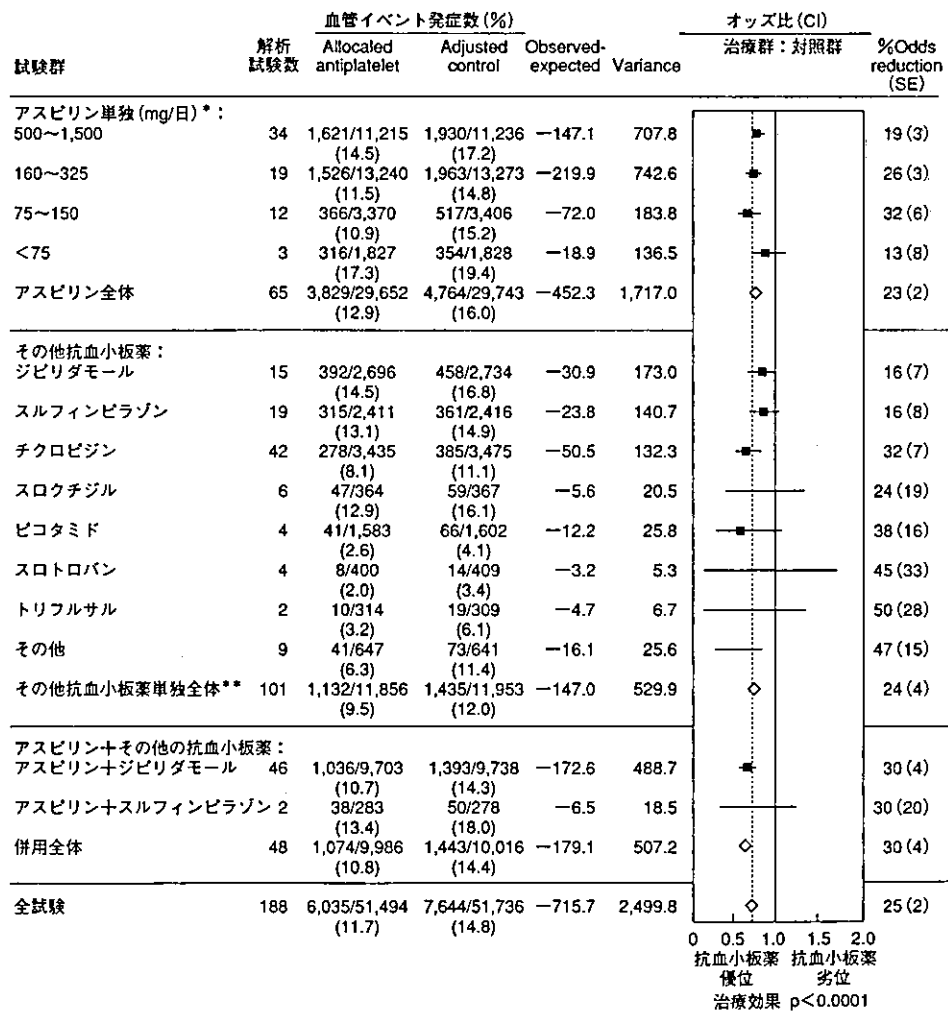 血管イベント発症数(%) オッズ比(CI)
試験群 解析試験数 Allocated antiplatelet Adjusted control Observed-expected Variance 治療群：対照群 %Odds reduction (SE)
アスピリン単独(mg/日)*：
500〜1,500 34 1,621/11,215 1,930/11,236 −147.1 707.8 19(3)
(14.5) (17.2)
160〜325 19 1,526/13,240 1,963/13,273 −219.9 742.6 26(3)
(11.5) (14.8)
75〜150 12 366/3,370 517/3,406 −72.0 183.8 32(6)
(10.9) (15.2)
<75 3 316/1,827 354/1,828 −18.9 136.5 13(8)
(17.3) (19.4)
アスピリン全体 65 3,829/29,652 4,764/29,743 −452.3 1,717.0 23(2)
(12.9) (16.0)
その他抗血小板薬：
ジピリダモール 15 392/2,696 458/2,734 −30.9 173.0 16(7)
(14.5) (16.8)
スルフィンピラゾン 19 315/2,411 361/2,416 −23.8 140.7 16(8)
(13.1) (14.9)
チクロピジン 42 278/3,435 385/3,475 −50.5 132.3 32(7)
(8.1) (11.1)
スロクチジル 6 47/364 59/367 −5.6 20.5 24(19)
(12.9) (16.1)
ピコタミド 4 41/1,583 66/1,602 −12.2 25.8 38(16)
(2.6) (4.1)
スロトロバン 4 8/400 14/409 −3.2 5.3 45(33)
(2.0) (3.4)
トリフルサル 2 10/314 19/309 −4.7 6.7 50(28)
(3.2) (6.1)
その他 9 41/647 73/641 −16.1 25.6 47(15)
(6.3) (11.4)
その他抗血小板薬単独全体** 101 1,132/11,856 1,435/11,953 −147.0 529.9 24(4)
(9.5) (12.0)
アスピリン＋その他の抗血小板薬：
アスピリン＋ジピリダモール 46 1,036/9,703 1,393/9,738 −172.6 488.7 30(4)
(10.7) (14.3)
アスピリン＋スルフィンピラゾン 2 38/283 50/278 −6.5 18.5 30(20)
(13.4) (18.0)
併用全体 48 1,074/9,986 1,443/10,016 −179.1 507.2 30(4)
(10.8) (14.4)
全試験 188 6,035/51,494 7,644/51,736 −715.7 2,499.8 25(2)
(11.7) (14.8)
0 0.5 1.0 1.5 2.0
抗血小板薬 抗血小板薬
優位 劣位
治療効果 p<0.0001